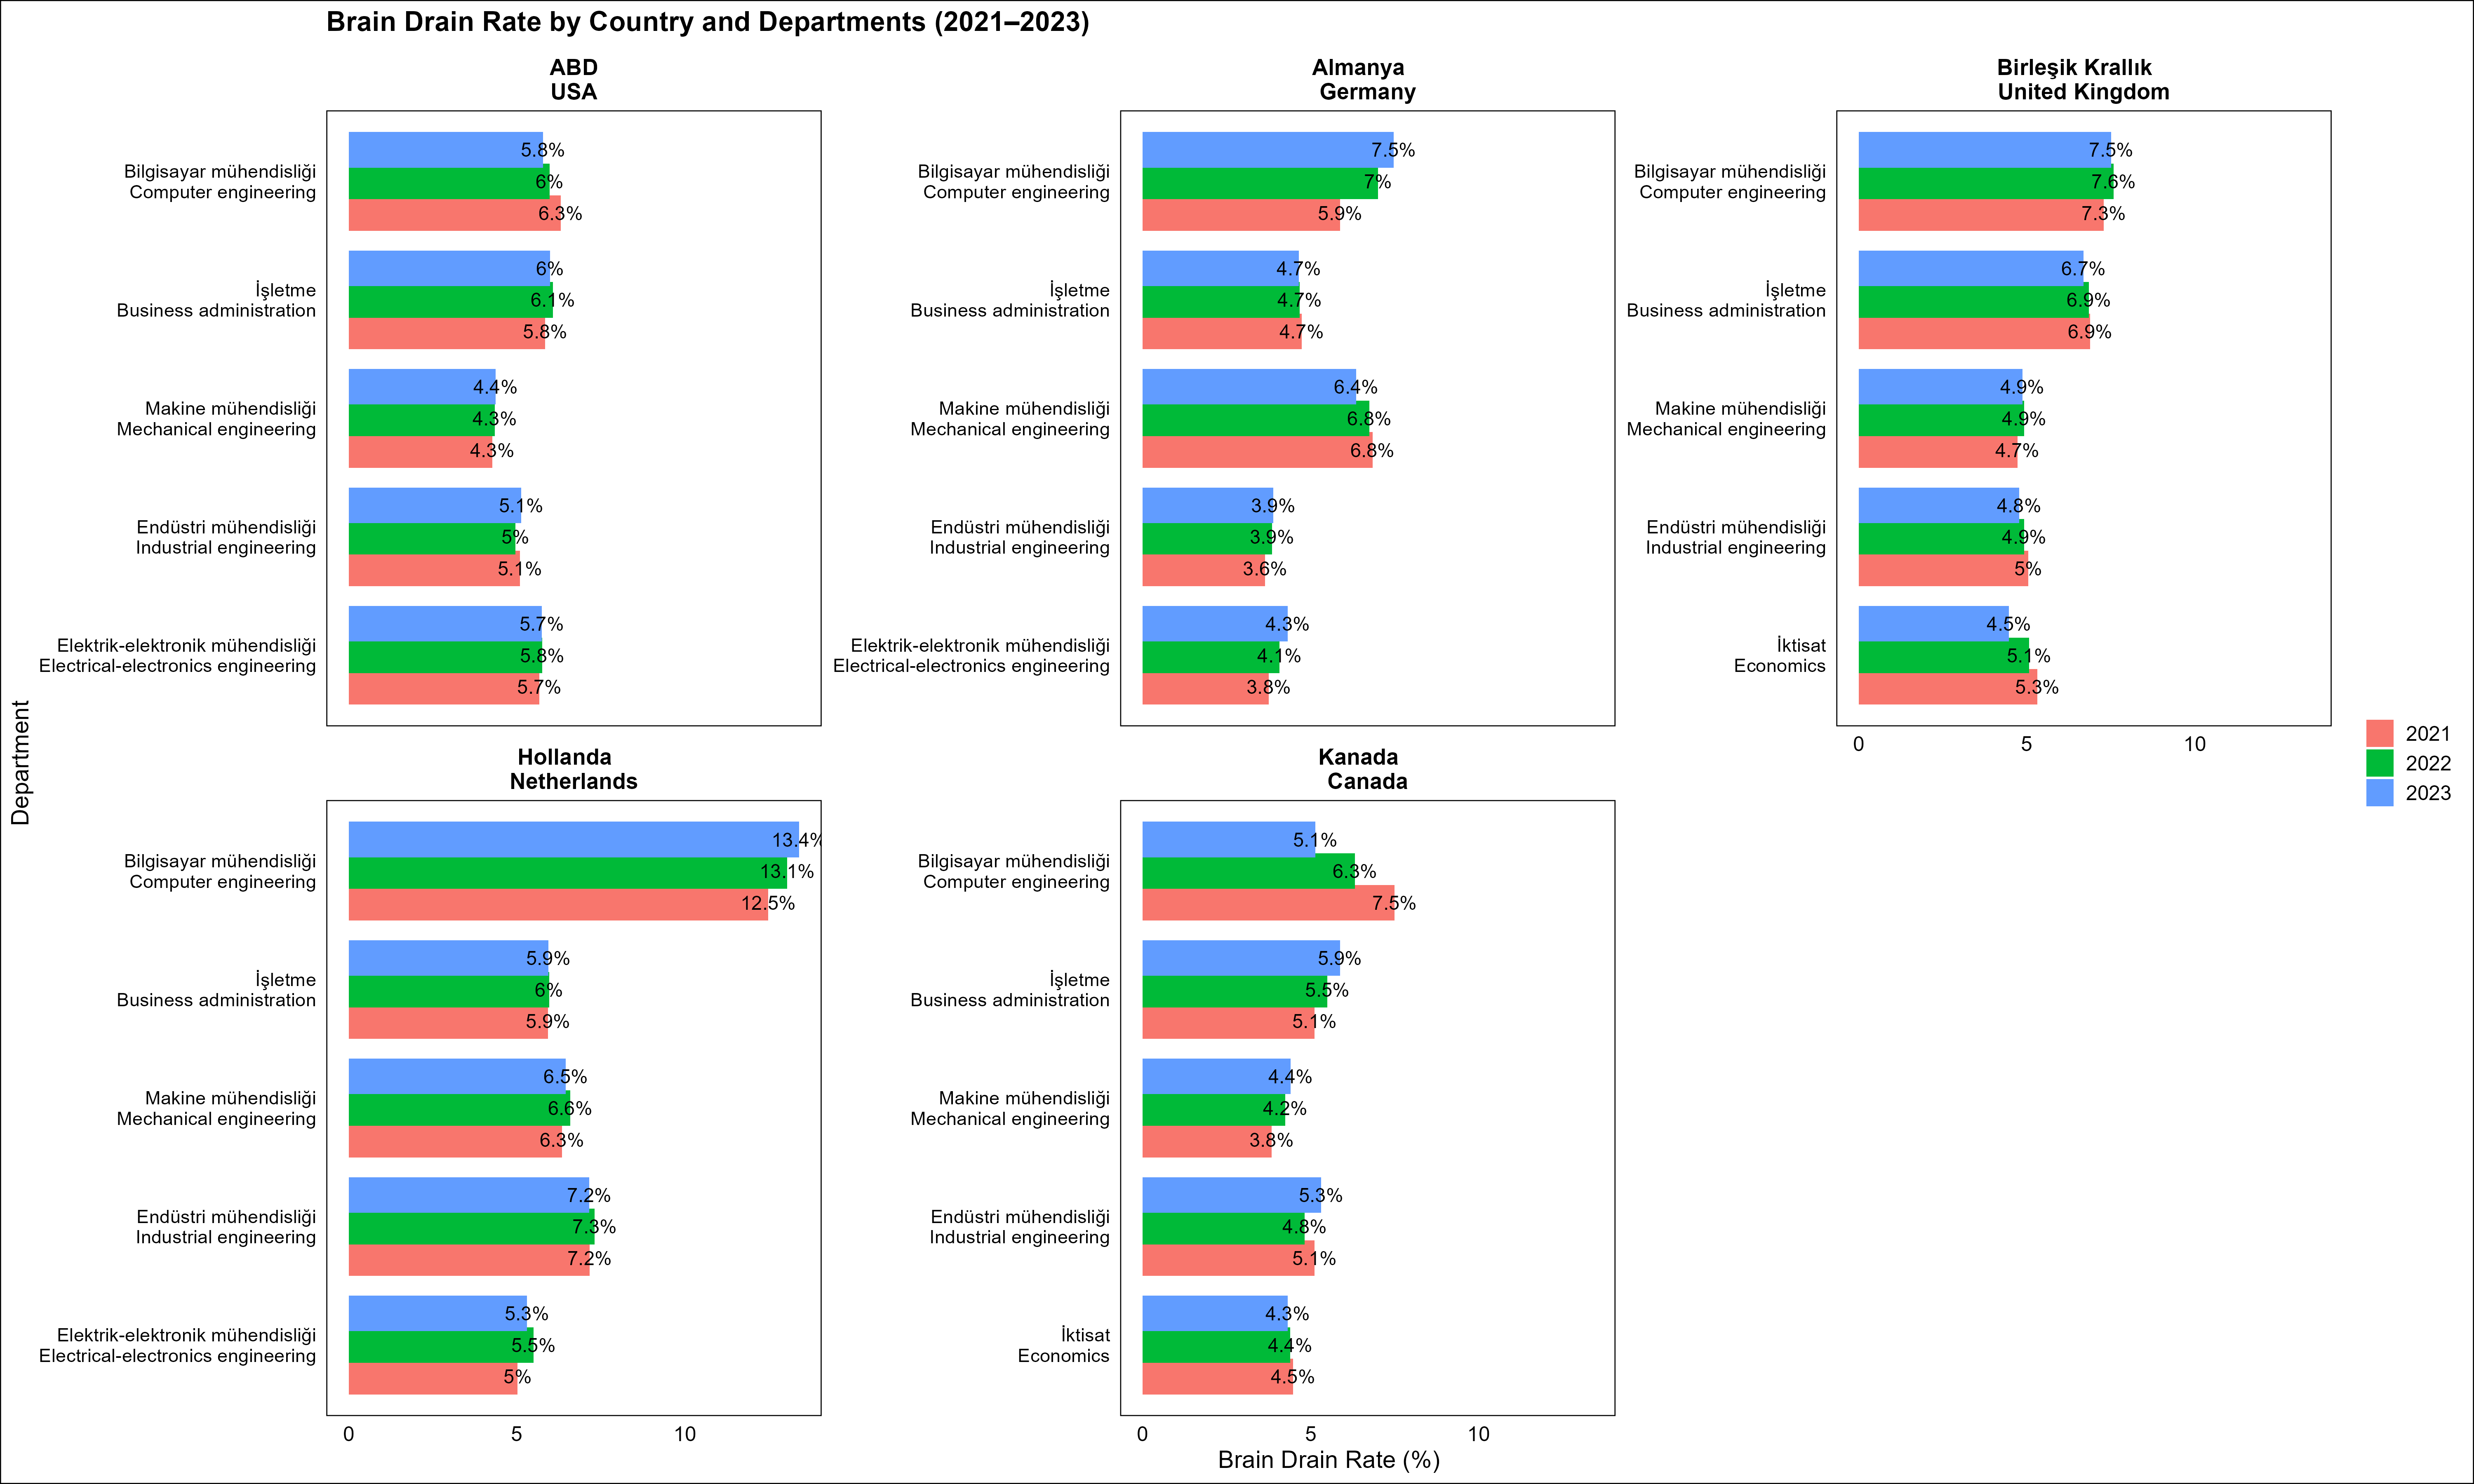 Brain Drain Rate by Country and Departments (2021–2023)
Department
ABD
USA
Bilgisayar mühendisliği
Computer engineering
5.8%
6%
6.3%
İşletme
Business administration
6%
6.1%
5.8%
Makine mühendisliği
Mechanical engineering
4.4%
4.3%
4.3%
Endüstri mühendisliği
Industrial engineering
5.1%
5%
5.1%
Elektrik-elektronik mühendisliği
Electrical-electronics engineering
5.7%
5.8%
5.7%
Almanya
Germany
Bilgisayar mühendisliği
Computer engineering
7.5%
7%
5.9%
İşletme
Business administration
4.7%
4.7%
4.7%
Makine mühendisliği
Mechanical engineering
6.4%
6.8%
6.8%
Endüstri mühendisliği
Industrial engineering
3.9%
3.9%
3.6%
Elektrik-elektronik mühendisliği
Electrical-electronics engineering
4.3%
4.1%
3.8%
Birleşik Krallık
United Kingdom
Bilgisayar mühendisliği
Computer engineering
7.5%
7.6%
7.3%
İşletme
Business administration
6.7%
6.9%
6.9%
Makine mühendisliği
Mechanical engineering
4.9%
4.9%
4.7%
Endüstri mühendisliği
Industrial engineering
4.8%
4.9%
5%
İktisat
Economics
4.5%
5.1%
5.3%
0 5 10
2021
2022
2023
Hollanda
Netherlands
Bilgisayar mühendisliği
Computer engineering
13.4%
13.1%
12.5%
İşletme
Business administration
5.9%
6%
5.9%
Makine mühendisliği
Mechanical engineering
6.5%
6.6%
6.3%
Endüstri mühendisliği
Industrial engineering
7.2%
7.3%
7.2%
Elektrik-elektronik mühendisliği
Electrical-electronics engineering
5.3%
5.5%
5%
0 5 10
Kanada
Canada
Bilgisayar mühendisliği
Computer engineering
5.1%
6.3%
7.5%
İşletme
Business administration
5.9%
5.5%
5.1%
Makine mühendisliği
Mechanical engineering
4.4%
4.2%
3.8%
Endüstri mühendisliği
Industrial engineering
5.3%
4.8%
5.1%
İktisat
Economics
4.3%
4.4%
4.5%
0 5 10
Brain Drain Rate (%)